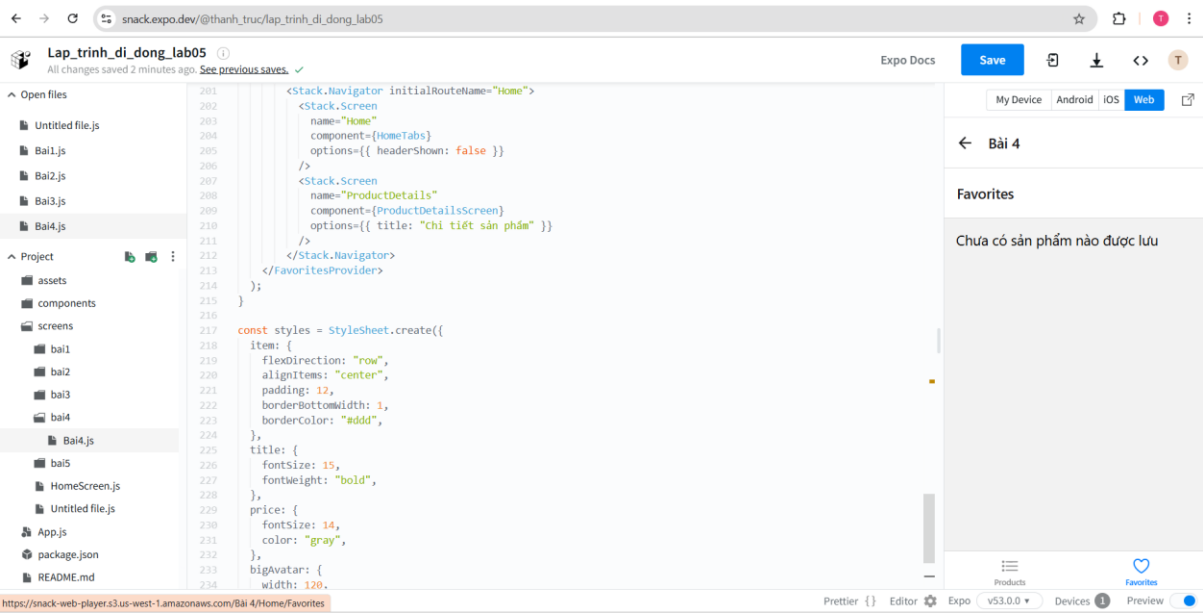 snack.expo.dev/@thanh_truc/lap_trinh_di_dong_lab05
T
Lap_trinh_di_dong_lab05
All changes saved 2 minutes ago. See previous saves.
Expo Docs
Save
T
Open files
Untitled file.js
Bai1.js
Bai2.js
Bai3.js
Bai4.js
Project
assets
components
screens
bai1
bai2
bai3
bai4
Bai4.js
bai5
HomeScreen.js
Untitled file.js
App.js
package.json
README.md
201 <Stack.Navigator initialRouteName="Home">
202 <Stack.Screen
203 name="Home"
204 component={HomeTabs}
205 options={{ headerShown: false }}
206 />
207 <Stack.Screen
208 name="ProductDetails"
209 component={ProductDetailsScreen}
210 options={{ title: "Chi tiết sản phẩm" }}
211 />
212 </Stack.Navigator>
213 </FavoritesProvider>
214 );
215 }
216
217 const styles = StyleSheet.create({
218 item: {
219 flexDirection: "row",
220 alignItems: "center",
221 padding: 12,
222 borderBottomWidth: 1,
223 borderColor: "#ddd",
224 },
225 title: {
226 fontSize: 15,
227 fontWeight: "bold",
228 },
229 price: {
230 fontSize: 14,
231 color: "gray",
232 },
233 bigAvatar: {
234 width: 120,
My Device Android iOS Web
Bài 4
Favorites
Chưa có sản phẩm nào được lưu
Products
Favorites
https://snack-web-player.s3.us-west-1.amazonaws.com/Bài 4/Home/Favorites
Prettier {} Editor Expo v53.0.0 Devices 1 Preview